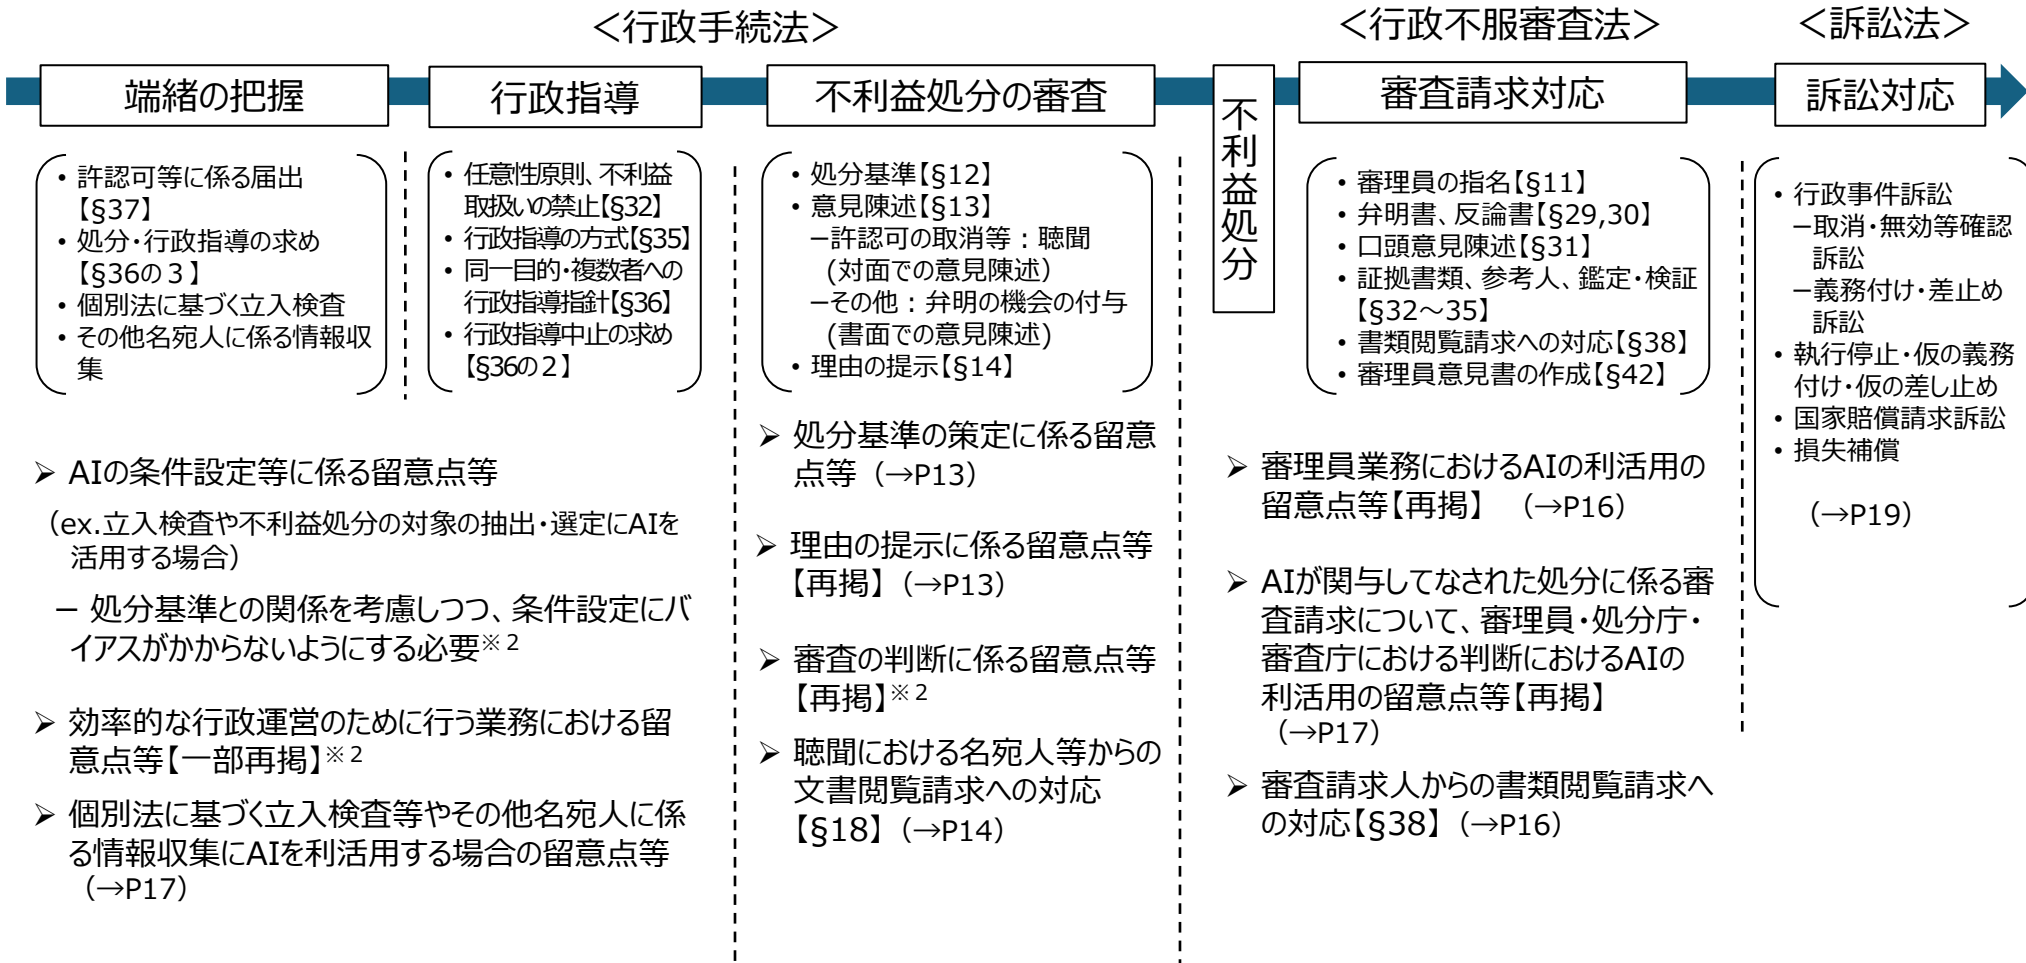 ＜行政手続法＞
＜行政不服審査法＞
＜訴訟法＞
端緒の把握
行政指導
不利益処分の審査
不利益処分
審査請求対応
訴訟対応
• 許認可等に係る届出
【§37】
• 処分・行政指導の求め
【§36の３】
• 個別法に基づく立入検査
• その他名宛人に係る情報収
集
• 任意性原則、不利益
取扱いの禁止【§32】
• 行政指導の方式【§35】
• 同一目的・複数者への
行政指導指針【§36】
• 行政指導中止の求め
【§36の２】
• 処分基準【§12】
• 意見陳述【§13】
－許認可の取消等：聴聞
(対面での意見陳述）
－その他：弁明の機会の付与
(書面での意見陳述)
• 理由の提示【§14】
• 審理員の指名【§11】
• 弁明書、反論書【§29,30】
• 口頭意見陳述【§31】
• 証拠書類、参考人、鑑定・検証
【§32～35】
• 書類閲覧請求への対応【§38】
• 審理員意見書の作成【§42】
• 行政事件訴訟
－取消・無効等確認
訴訟
－義務付け・差止め
訴訟
• 執行停止・仮の義務
付け・仮の差し止め
• 国家賠償請求訴訟
• 損失補償
（→P19）
➢ AIの条件設定等に係る留意点等
（ex.立入検査や不利益処分の対象の抽出・選定にAIを
活用する場合）
－ 処分基準との関係を考慮しつつ、条件設定にバ
イアスがかからないようにする必要※２
➢ 効率的な行政運営のために行う業務における留
意点等【一部再掲】※２
➢ 個別法に基づく立入検査等やその他名宛人に係
る情報収集にAIを利活用する場合の留意点等
（→P17）
➢ 処分基準の策定に係る留意
点等（→P13）
➢ 理由の提示に係る留意点等
【再掲】（→P13）
➢ 審査の判断に係る留意点等
【再掲】※２
➢ 聴聞における名宛人等からの
文書閲覧請求への対応
【§18】（→P14）
➢ 審理員業務におけるAIの利活用の
留意点等【再掲】 （→P16）
➢ AIが関与してなされた処分に係る審
査請求について、審理員・処分庁・
審査庁における判断におけるAIの
利活用の留意点等【再掲】
（→P17）
➢ 審査請求人からの書類閲覧請求へ
の対応【§38】（→P16）